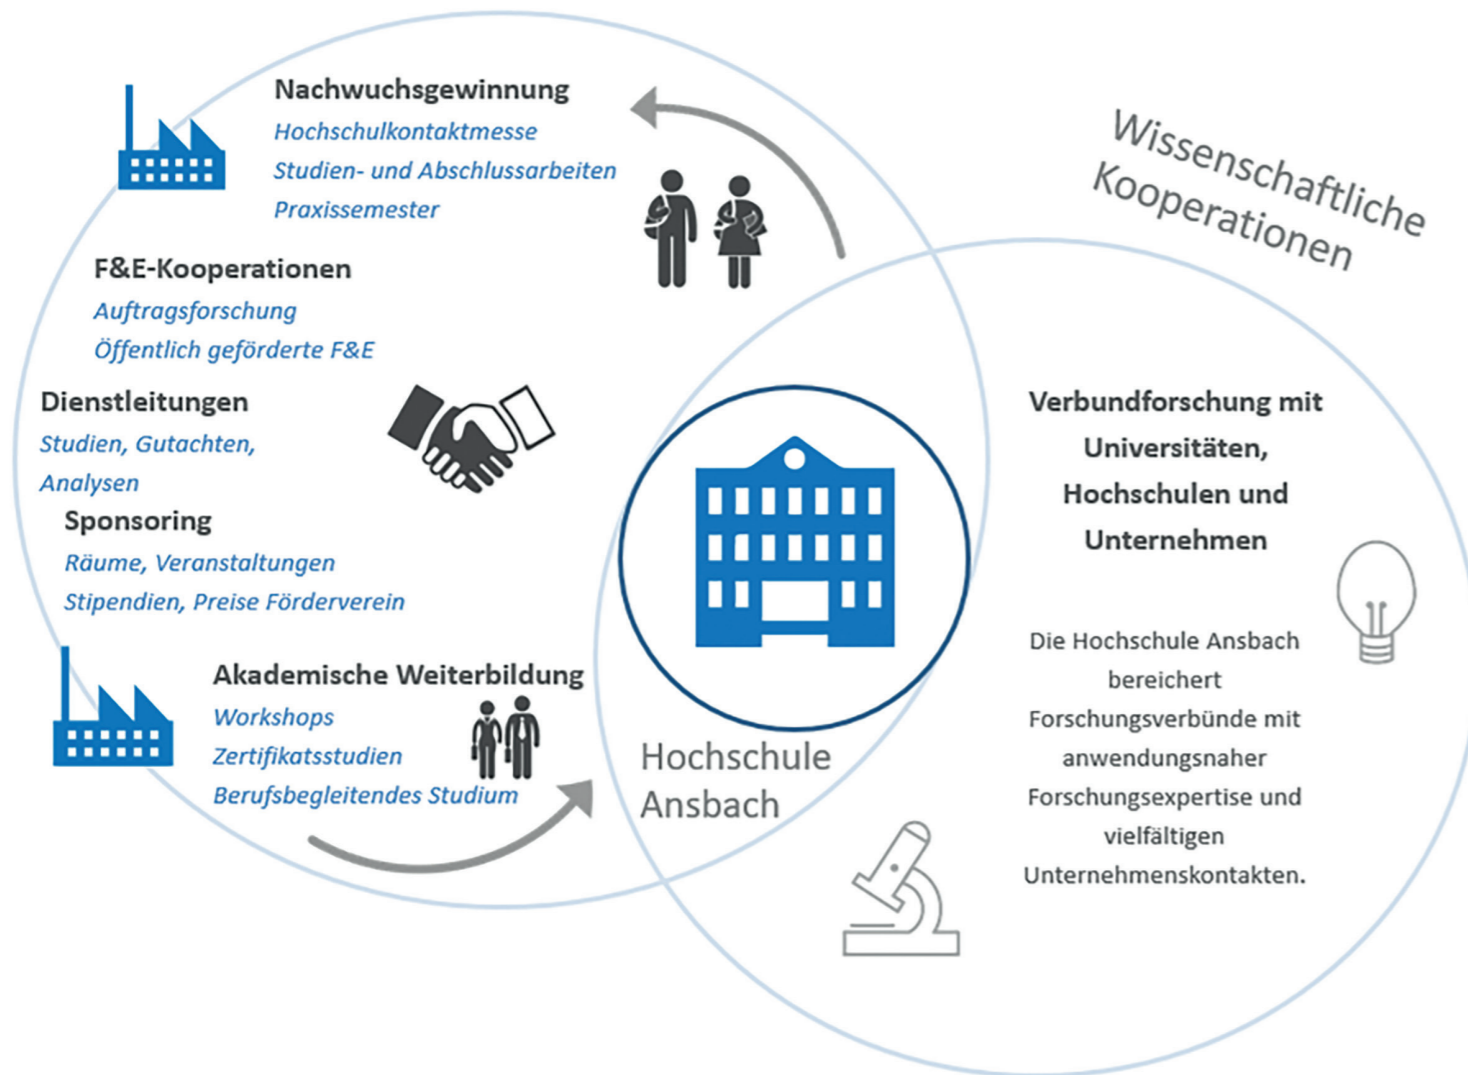 Nachwuchsgewinnung
Hochschulkontaktmesse
Studien- und Abschlussarbeiten
Praxissemester
F&E-Kooperationen
Auftragsforschung
Öffentlich geförderte F&E
Dienstleitungen
Studien, Gutachten,
Analysen
Sponsoring
Räume, Veranstaltungen
Stipendien, Preise Förderverein
Akademische Weiterbildung
Workshops
Zertifikatsstudien
Berufsbegleitendes Studium
Hochschule
Ansbach
Wissenschaftliche
Kooperationen
Verbundforschung mit
Universitäten,
Hochschulen und
Unternehmen
Die Hochschule Ansbach
bereichert
Forschungsverbünde mit
anwendungsnaher
Forschungsexpertise und
vielfältigen
Unternehmenskontakten.